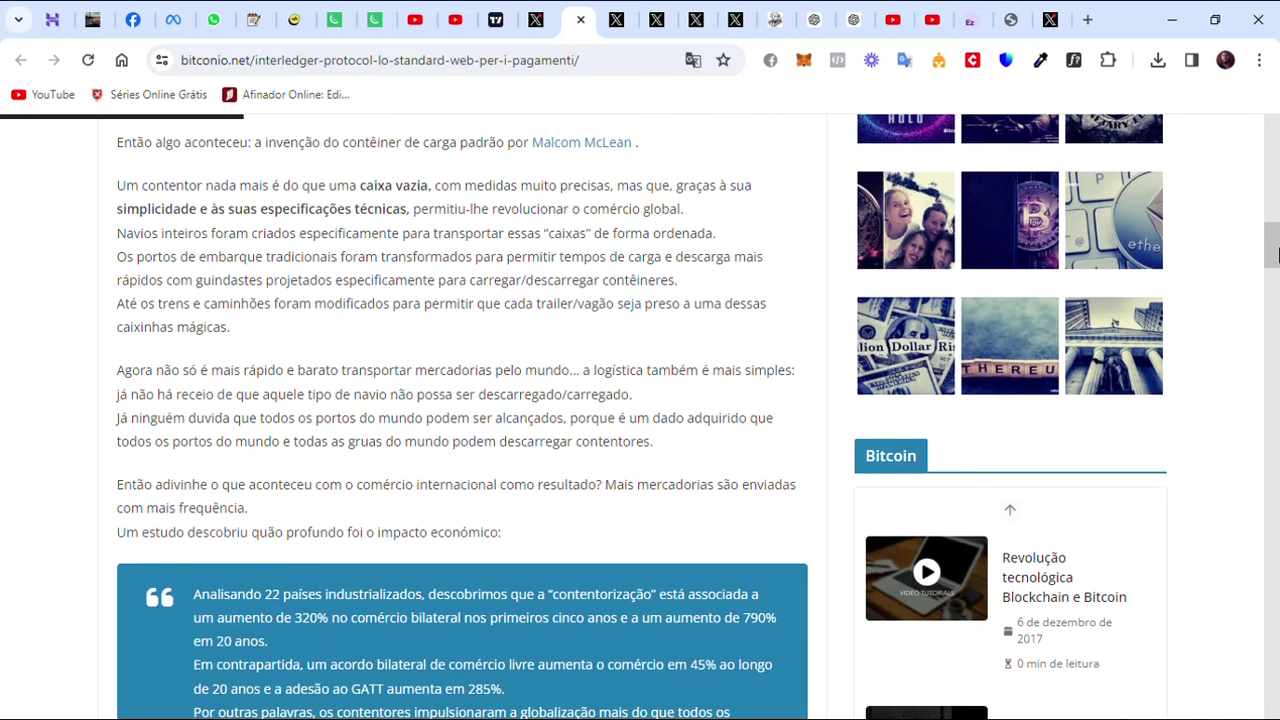 bitconio.net/interledger-protocol-lo-standard-web-per-i-pagamenti/
YouTube
Séries Online Grátis
Afinador Online: Edi...
Então algo aconteceu: a invenção do contêiner de carga padrão por Malcom McLean .
Um contentor nada mais é do que uma caixa vazia, com medidas muito precisas, mas que, graças à sua
simplicidade e às suas especificações técnicas, permitiu-lhe revolucionar o comércio global.
Navios inteiros foram criados especificamente para transportar essas “caixas” de forma ordenada.
Os portos de embarque tradicionais foram transformados para permitir tempos de carga e descarga mais
rápidos com guindastes projetados especificamente para carregar/descarregar contêineres.
Até os trens e caminhões foram modificados para permitir que cada trailer/vagão seja preso a uma dessas
caixinhas mágicas.
Agora não só é mais rápido e barato transportar mercadorias pelo mundo... a logística também é mais simples:
já não há receio de que aquele tipo de navio não possa ser descarregado/carregado.
Já ninguém duvida que todos os portos do mundo podem ser alcançados, porque é um dado adquirido que
todos os portos do mundo e todas as gruas do mundo podem descarregar contentores.
Então adivinhe o que aconteceu com o comércio internacional como resultado? Mais mercadorias são enviadas
com mais frequência.
Um estudo descobriu quão profundo foi o impacto económico:
Analisando 22 países industrializados, descobrimos que a “contentorização” está associada a
um aumento de 320% no comércio bilateral nos primeiros cinco anos e a um aumento de 790%
em 20 anos.
Em contrapartida, um acordo bilateral de comércio livre aumenta o comércio em 45% ao longo
de 20 anos e a adesão ao GATT aumenta em 285%.
Por outras palavras, os contentores impulsionaram a globalização mais do que todos os
HOLD
ethe
llion Dollar Ris
THEREU
Bitcoin
VIDEO TUTORIALS
Revolução
tecnológica
Blockchain e Bitcoin
6 de dezembro de
2017
0 min de leitura